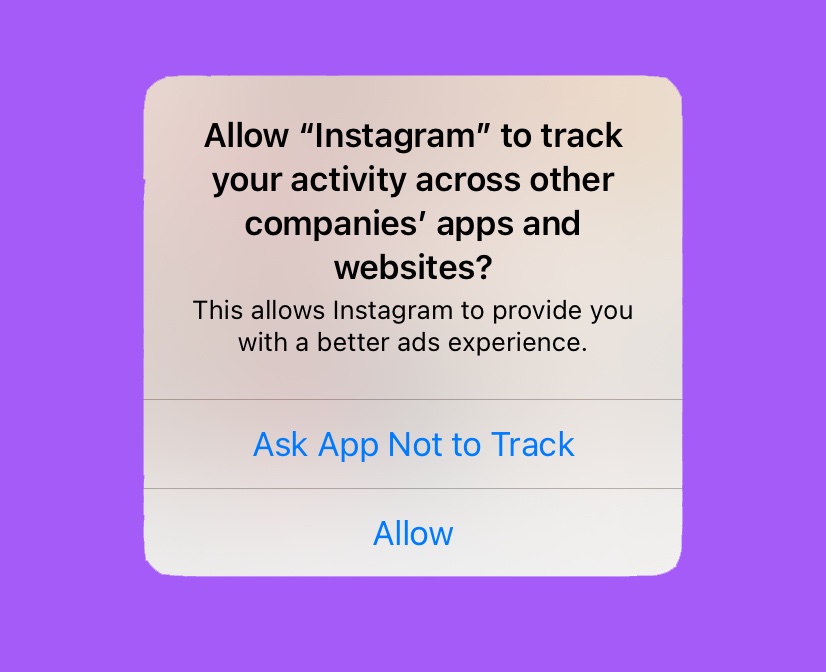 Allow “Instagram” to track
your activity across other
companies’ apps and
websites?
This allows Instagram to provide you
with a better ads experience.
Ask App Not to Track
Allow